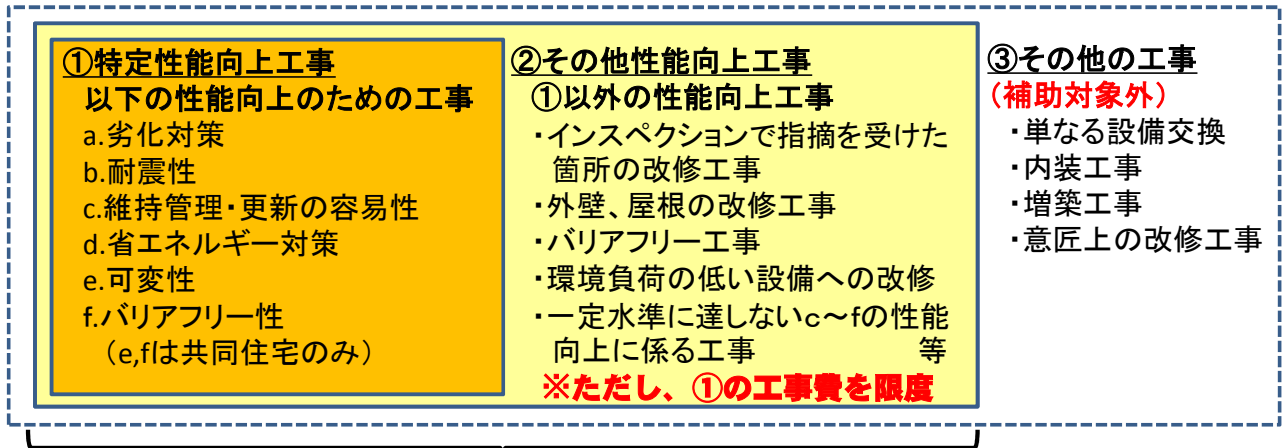 ①特定性能向上工事
以下の性能向上のための工事
a.劣化対策
b.耐震性
c.維持管理・更新の容易性
d.省エネルギー対策
e.可変性
f.バリアフリー性
（e,fは共同住宅のみ）
②その他性能向上工事
①以外の性能向上工事
・インスペクションで指摘を受けた
箇所の改修工事
・外壁、屋根の改修工事
・バリアフリー工事
・環境負荷の低い設備への改修
・一定水準に達しないｃ～ｆの性能
向上に係る工事　等
※ただし、①の工事費を限度
③その他の工事
（補助対象外）
・単なる設備交換
・内装工事
・増築工事
・意匠上の改修工事